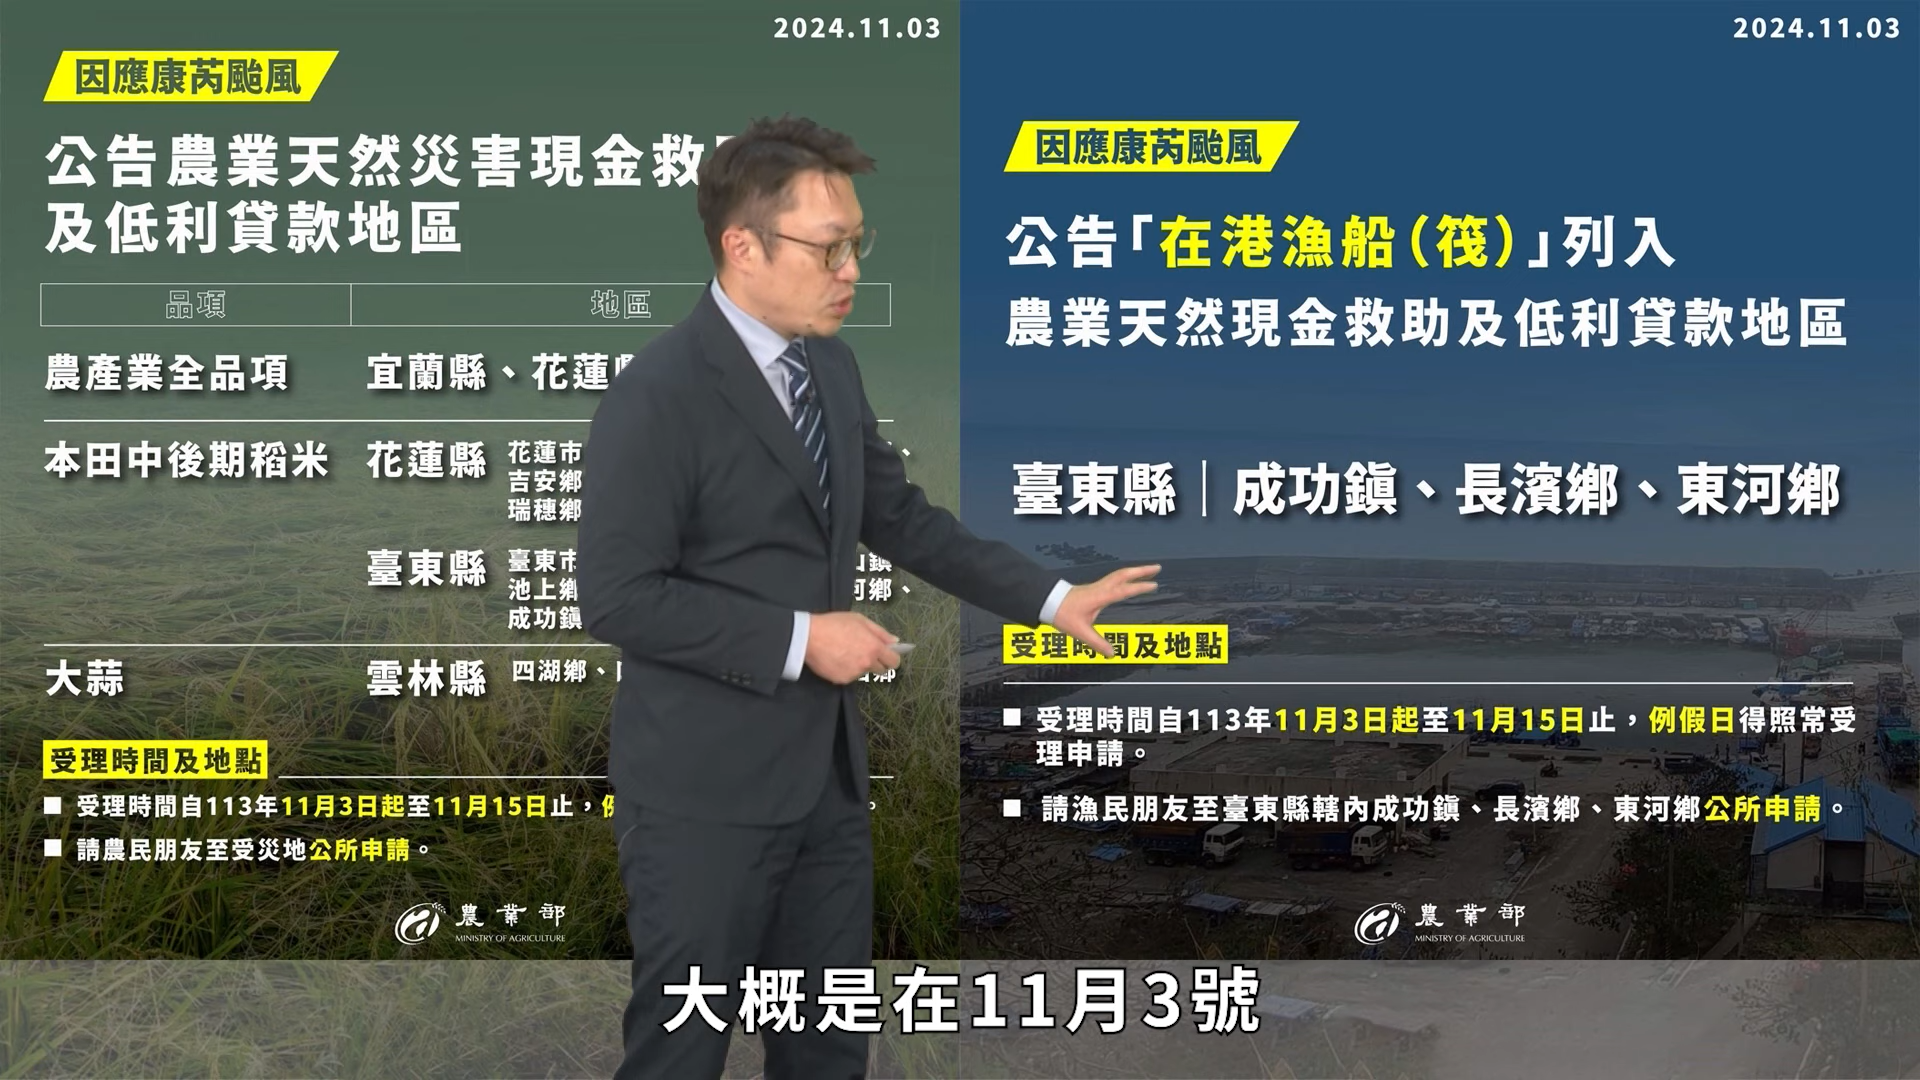 2024.11.03
因應康芮颱風
公告農業天然災害現金救
及低利貸款地區
品項 地區
農產業全品項 宜蘭縣、花蓮
本田中後期稻米 花蓮縣 花蓮市
吉安鄉
瑞穗鄉
臺東縣 臺東市
池上鄉
成功鎮
大蒜 雲林縣 四湖鄉、
受理時間及地點
■ 受理時間自113年11月3日起至11月15日止，
■ 請農民朋友至受災地公所申請。
農業部
MINISTRY OF AGRICULTURE
2024.11.03
因應康芮颱風
公告「在港漁船（筏）」列入
農業天然現金救助及低利貸款地區
臺東縣｜成功鎮、長濱鄉、東河鄉
受理時間及地點
■ 受理時間自113年11月3日起至11月15日止，例假日得照常受
理申請。
■ 請漁民朋友至臺東縣轄內成功鎮、長濱鄉、東河鄉公所申請。
農業部
MINISTRY OF AGRICULTURE
大概是在11月3號